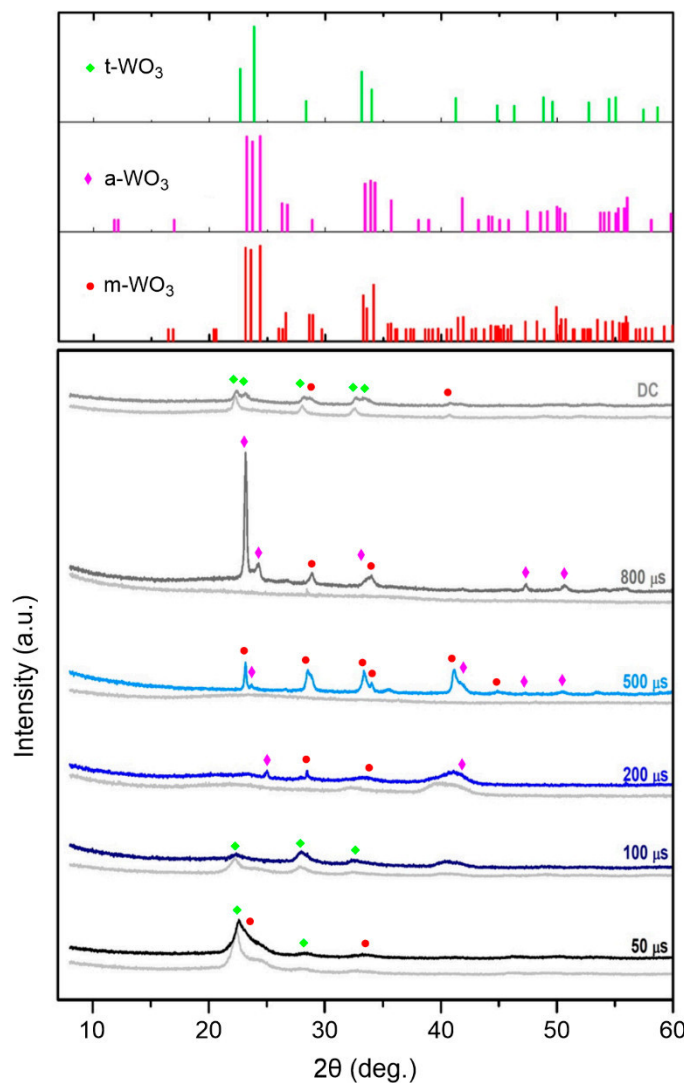 t-WO₃
a-WO₃
m-WO₃
DC
800 µs
500 µs
200 µs
100 µs
50 µs
Intensity (a.u.)
10 20 30 40 50 60
2θ (deg.)